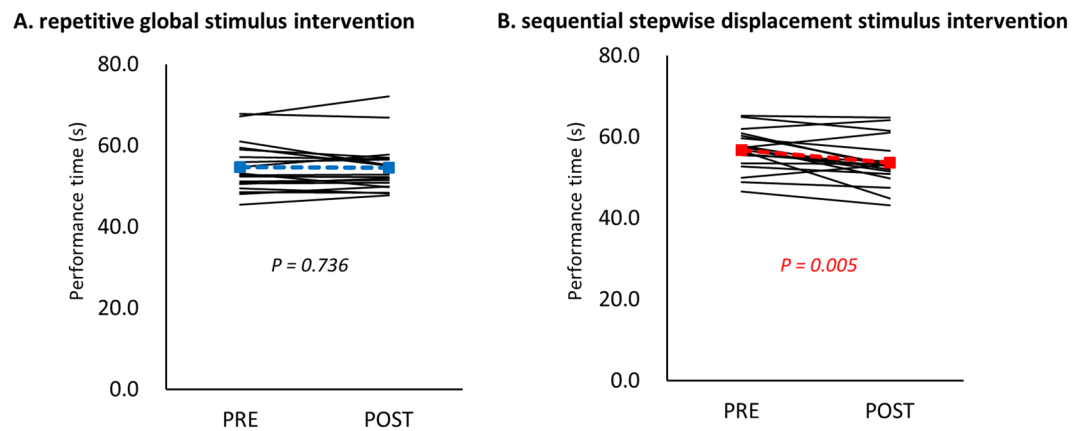 A. repetitive global stimulus intervention
80.0
60.0
40.0
20.0
0.0
Performance time (s)
P = 0.736
PRE
POST
B. sequential stepwise displacement stimulus intervention
80.0
60.0
40.0
20.0
0.0
Performance time (s)
P = 0.005
PRE
POST